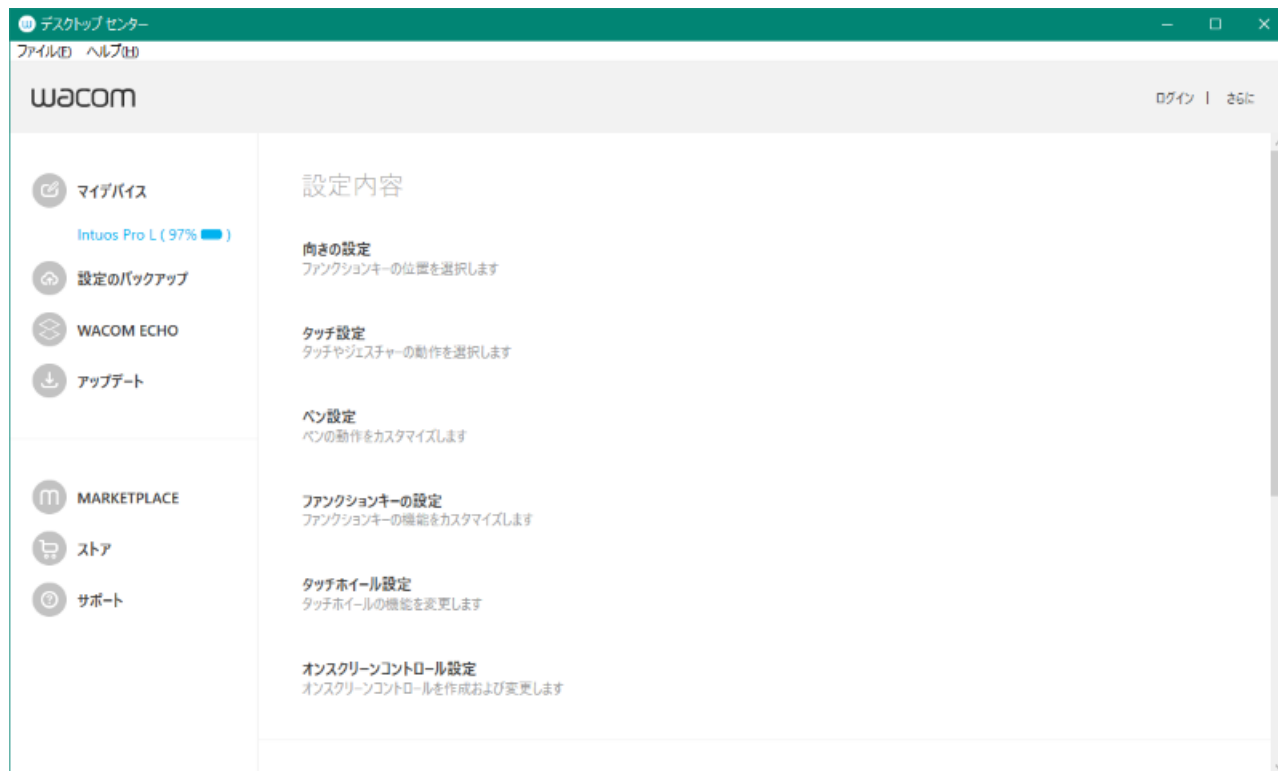 デスクトップ センター
ファイル(F) ヘルプ(H)
wacom
ログイン | さらに
マイデバイス
Intuos Pro L ( 97% )
設定のバックアップ
WACOM ECHO
アップデート
MARKETPLACE
ストア
サポート
設定内容
向きの設定
ファンクションキーの位置を選択します
タッチ設定
タッチやジェスチャーの動作を選択します
ペン設定
ペンの動作をカスタマイズします
ファンクションキーの設定
ファンクションキーの機能をカスタマイズします
タッチホイール設定
タッチホイールの機能を変更します
オンスクリーンコントロール設定
オンスクリーンコントロールを作成および変更します